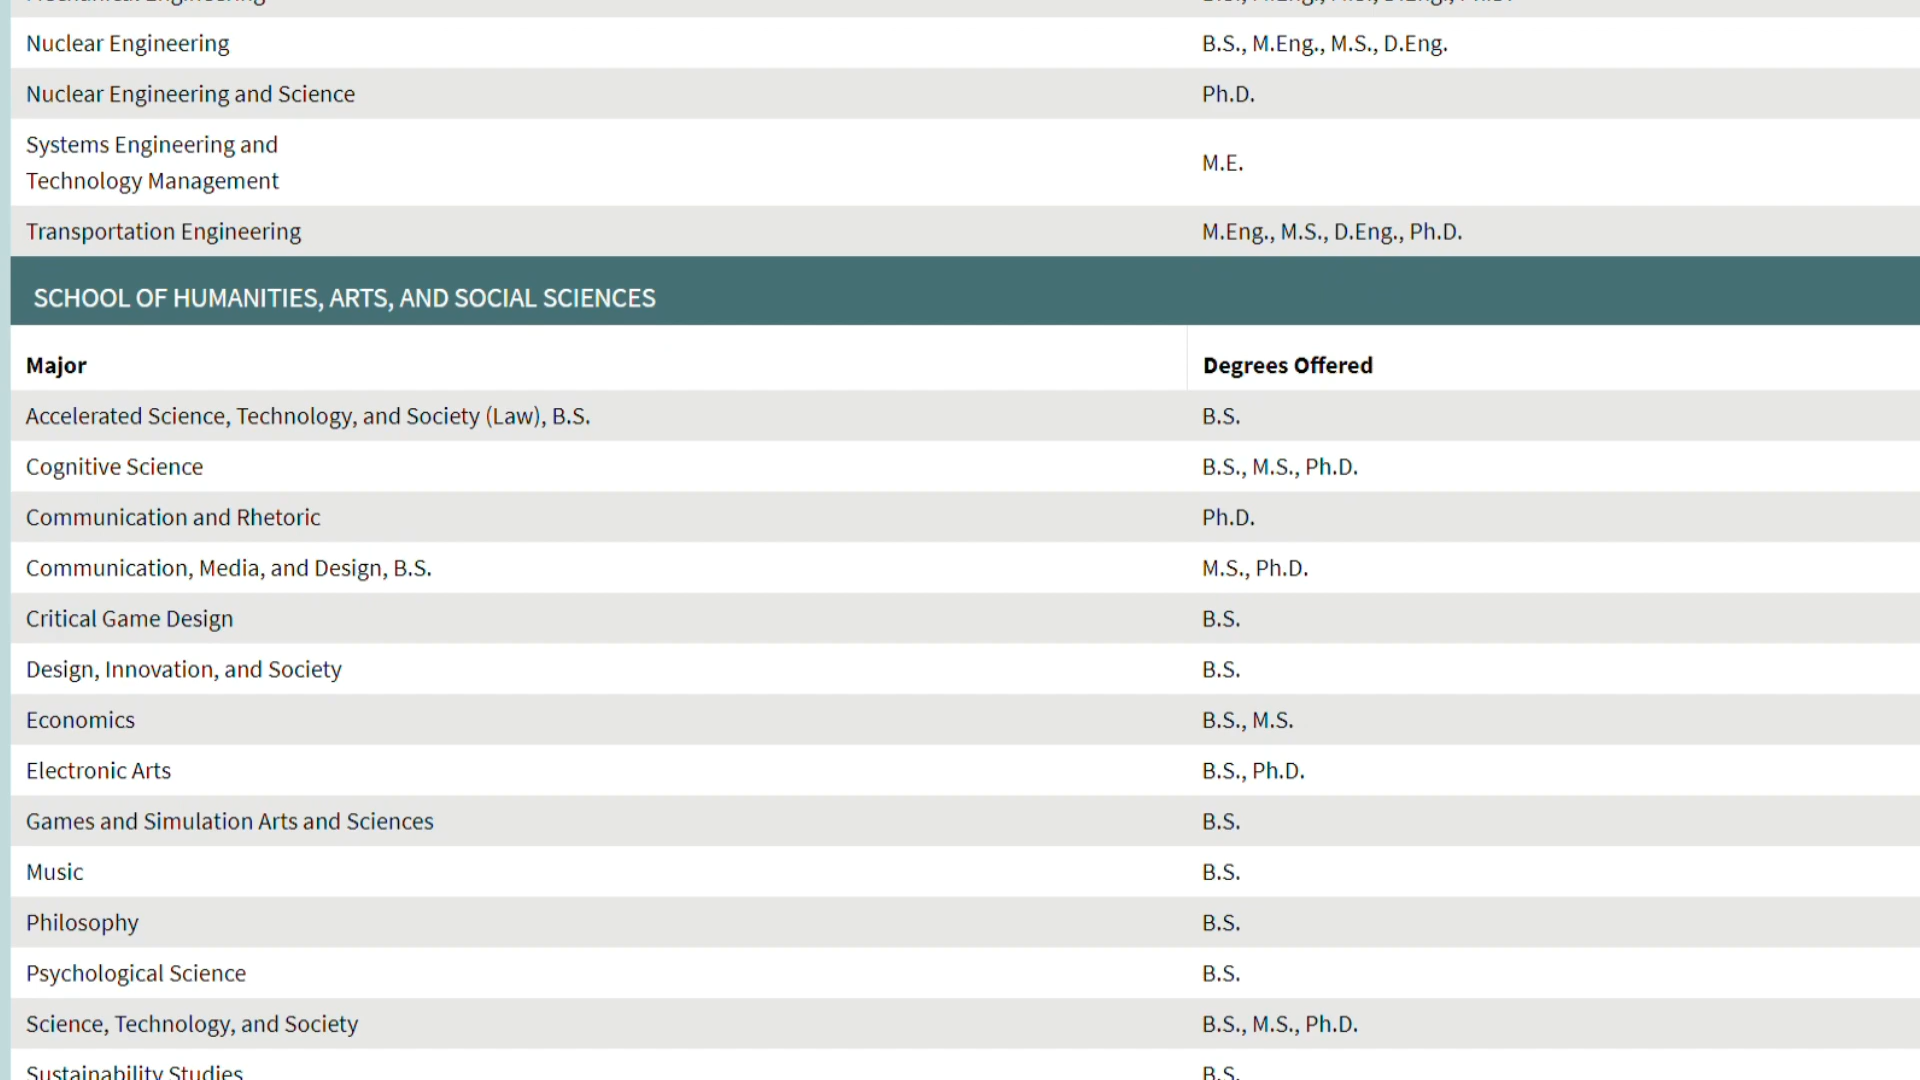 Nuclear Engineering B.S., M.Eng., M.S., D.Eng.
Nuclear Engineering and Science Ph.D.
Systems Engineering and
Technology Management M.E.
Transportation Engineering M.Eng., M.S., D.Eng., Ph.D.
SCHOOL OF HUMANITIES, ARTS, AND SOCIAL SCIENCES
Major Degrees Offered
Accelerated Science, Technology, and Society (Law), B.S. B.S.
Cognitive Science B.S., M.S., Ph.D.
Communication and Rhetoric Ph.D.
Communication, Media, and Design, B.S. M.S., Ph.D.
Critical Game Design B.S.
Design, Innovation, and Society B.S.
Economics B.S., M.S.
Electronic Arts B.S., Ph.D.
Games and Simulation Arts and Sciences B.S.
Music B.S.
Philosophy B.S.
Psychological Science B.S.
Science, Technology, and Society B.S., M.S., Ph.D.
Sustainability Studies B.S.